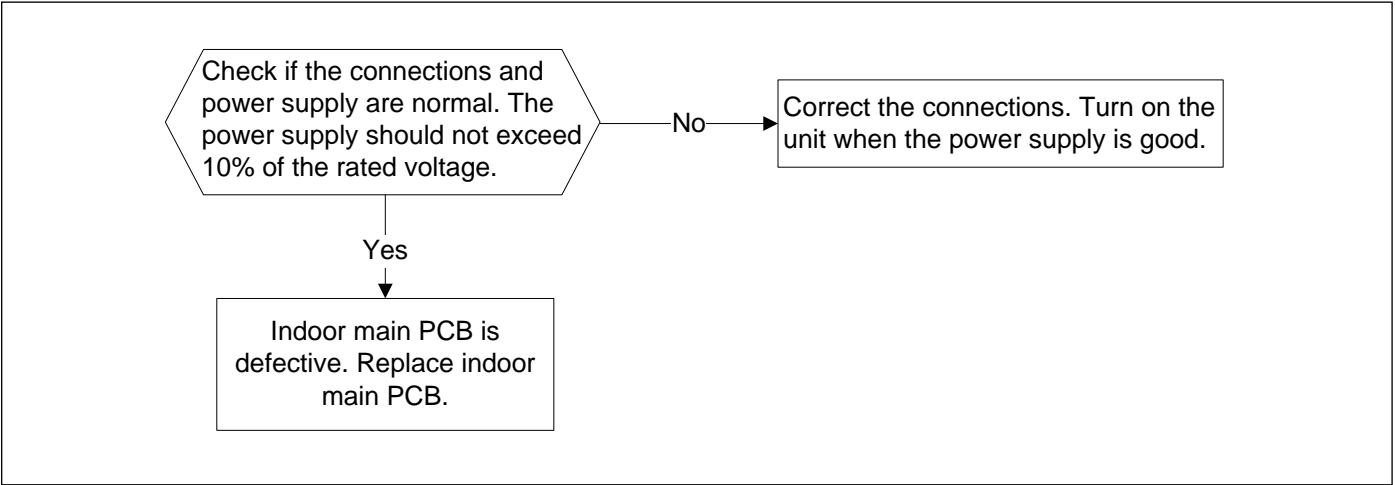 Check if the connections and
power supply are normal. The
power supply should not exceed
10% of the rated voltage.
No
Correct the connections. Turn on the
unit when the power supply is good.
Yes
Indoor main PCB is
defective. Replace indoor
main PCB.